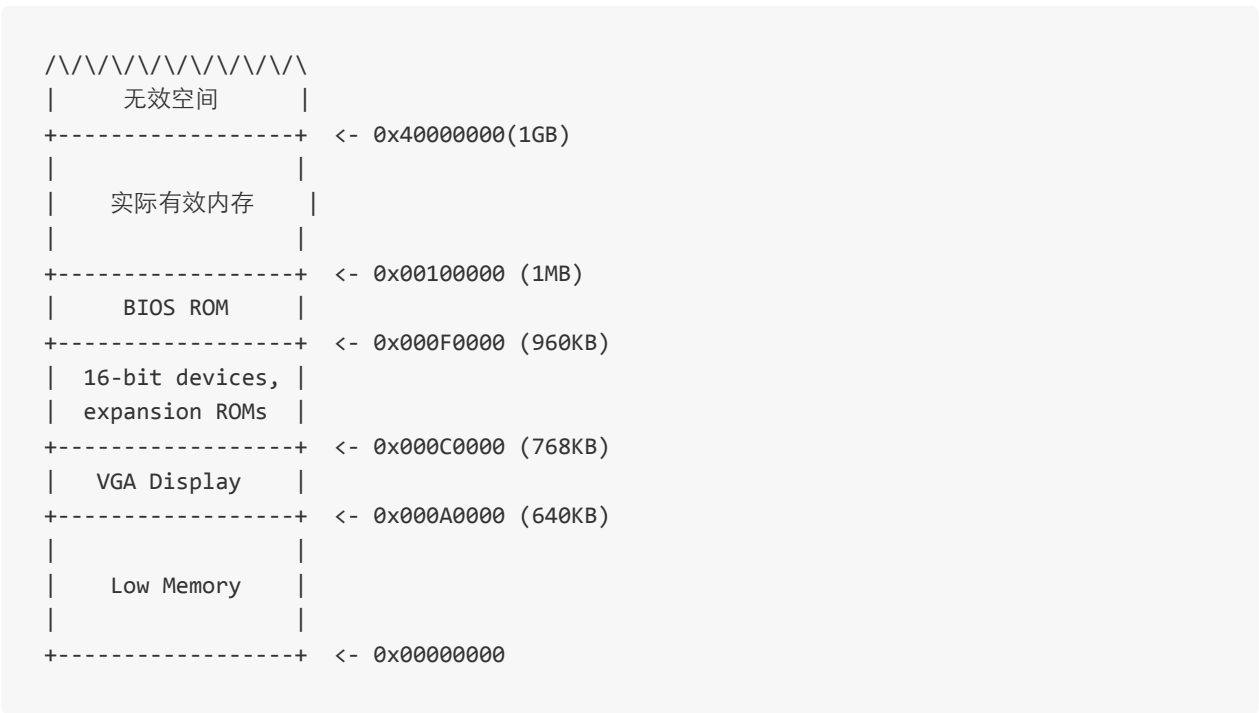 /\/\/\/\/\/\/\/\/\/\
|     无效空间      |
+------------------+  <- 0x40000000(1GB)
|                  |
|    实际有效内存    |
|                  |
+------------------+  <- 0x00100000 (1MB)
|     BIOS ROM     |
+------------------+  <- 0x000F0000 (960KB)
|  16-bit devices, |
|  expansion ROMs  |
+------------------+  <- 0x000C0000 (768KB)
|   VGA Display    |
+------------------+  <- 0x000A0000 (640KB)
|                  |
|    Low Memory    |
|                  |
+------------------+  <- 0x00000000